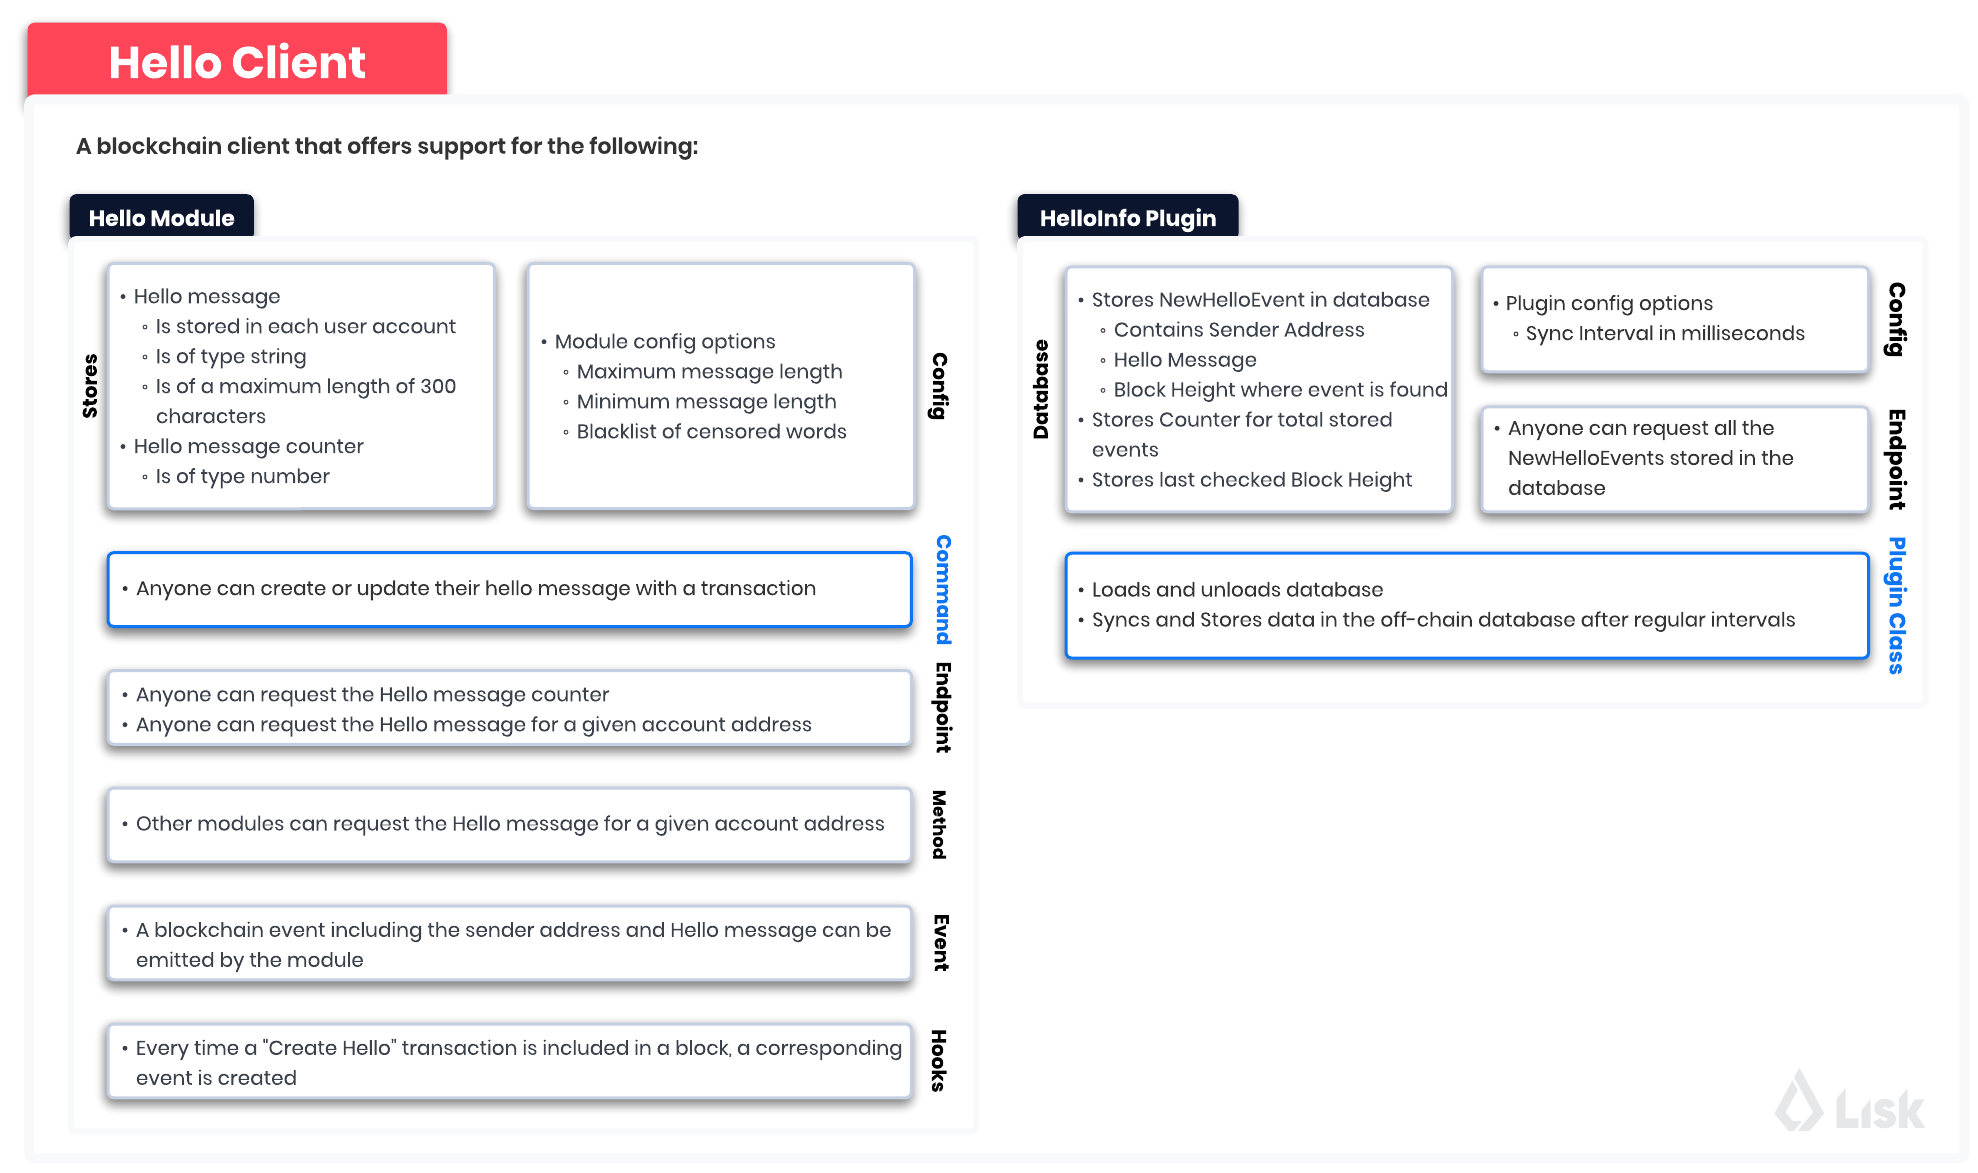 Hello Client
A blockchain client that offers support for the following:
Hello Module
Stores
• Hello message
◦ Is stored in each user account
◦ Is of type string
◦ Is of a maximum length of 300
characters
• Hello message counter
◦ Is of type number
• Module config options
◦ Maximum message length
◦ Minimum message length
◦ Blacklist of censored words
Config
• Anyone can create or update their hello message with a transaction
Command
• Anyone can request the Hello message counter
• Anyone can request the Hello message for a given account address
Endpoint
• Other modules can request the Hello message for a given account address
Method
• A blockchain event including the sender address and Hello message can be
emitted by the module
Event
• Every time a "Create Hello" transaction is included in a block, a corresponding
event is created
Hooks
HelloInfo Plugin
Database
• Stores NewHelloEvent in database
◦ Contains Sender Address
◦ Hello Message
◦ Block Height where event is found
• Stores Counter for total stored
events
• Stores last checked Block Height
• Plugin config options
◦ Sync Interval in milliseconds
Config
• Anyone can request all the
NewHelloEvents stored in the
database
Endpoint
• Loads and unloads database
• Syncs and Stores data in the off-chain database after regular intervals
Plugin Class
Lisk